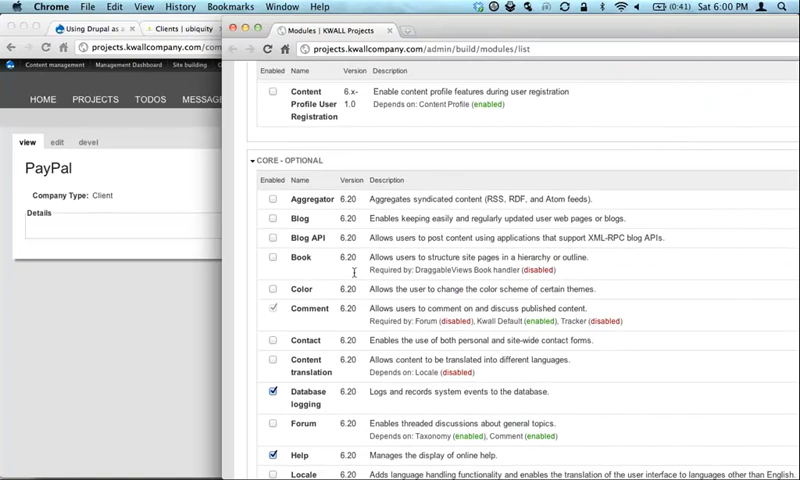 Chrome File Edit View History Bookmarks Window Help (0:41) Sat 6:00 PM
Using Drupal as a Clients | ubiquity
projects.kwallcompany.com/com
Content management Management Dashboard Site building
HOME PROJECTS TODOS MESSAGE
view edit devel
PayPal
Company Type: Client
Details
Modules | KWALL Projects
projects.kwallcompany.com/admin/build/modules/list
Enabled Name Version Description
Content Profile User Registration 6.x-1.0 Enable content profile features during user registration
Depends on: Content Profile (enabled)
CORE - OPTIONAL
Enabled Name Version Description
Aggregator 6.20 Aggregates syndicated content (RSS, RDF, and Atom feeds).
Blog 6.20 Enables keeping easily and regularly updated user web pages or blogs.
Blog API 6.20 Allows users to post content using applications that support XML-RPC blog APIs.
Book 6.20 Allows users to structure site pages in a hierarchy or outline.
Required by: DraggableViews Book handler (disabled)
Color 6.20 Allows the user to change the color scheme of certain themes.
Comment 6.20 Allows users to comment on and discuss published content.
Required by: Forum (disabled), Kwall Default (enabled), Tracker (disabled)
Contact 6.20 Enables the use of both personal and site-wide contact forms.
Content translation 6.20 Allows content to be translated into different languages.
Depends on: Locale (disabled)
Database logging 6.20 Logs and records system events to the database.
Forum 6.20 Enables threaded discussions about general topics.
Depends on: Taxonomy (enabled), Comment (enabled)
Help 6.20 Manages the display of online help.
Locale 6.20 Adds language handling functionality and enables the translation of the user interface to languages other than English.